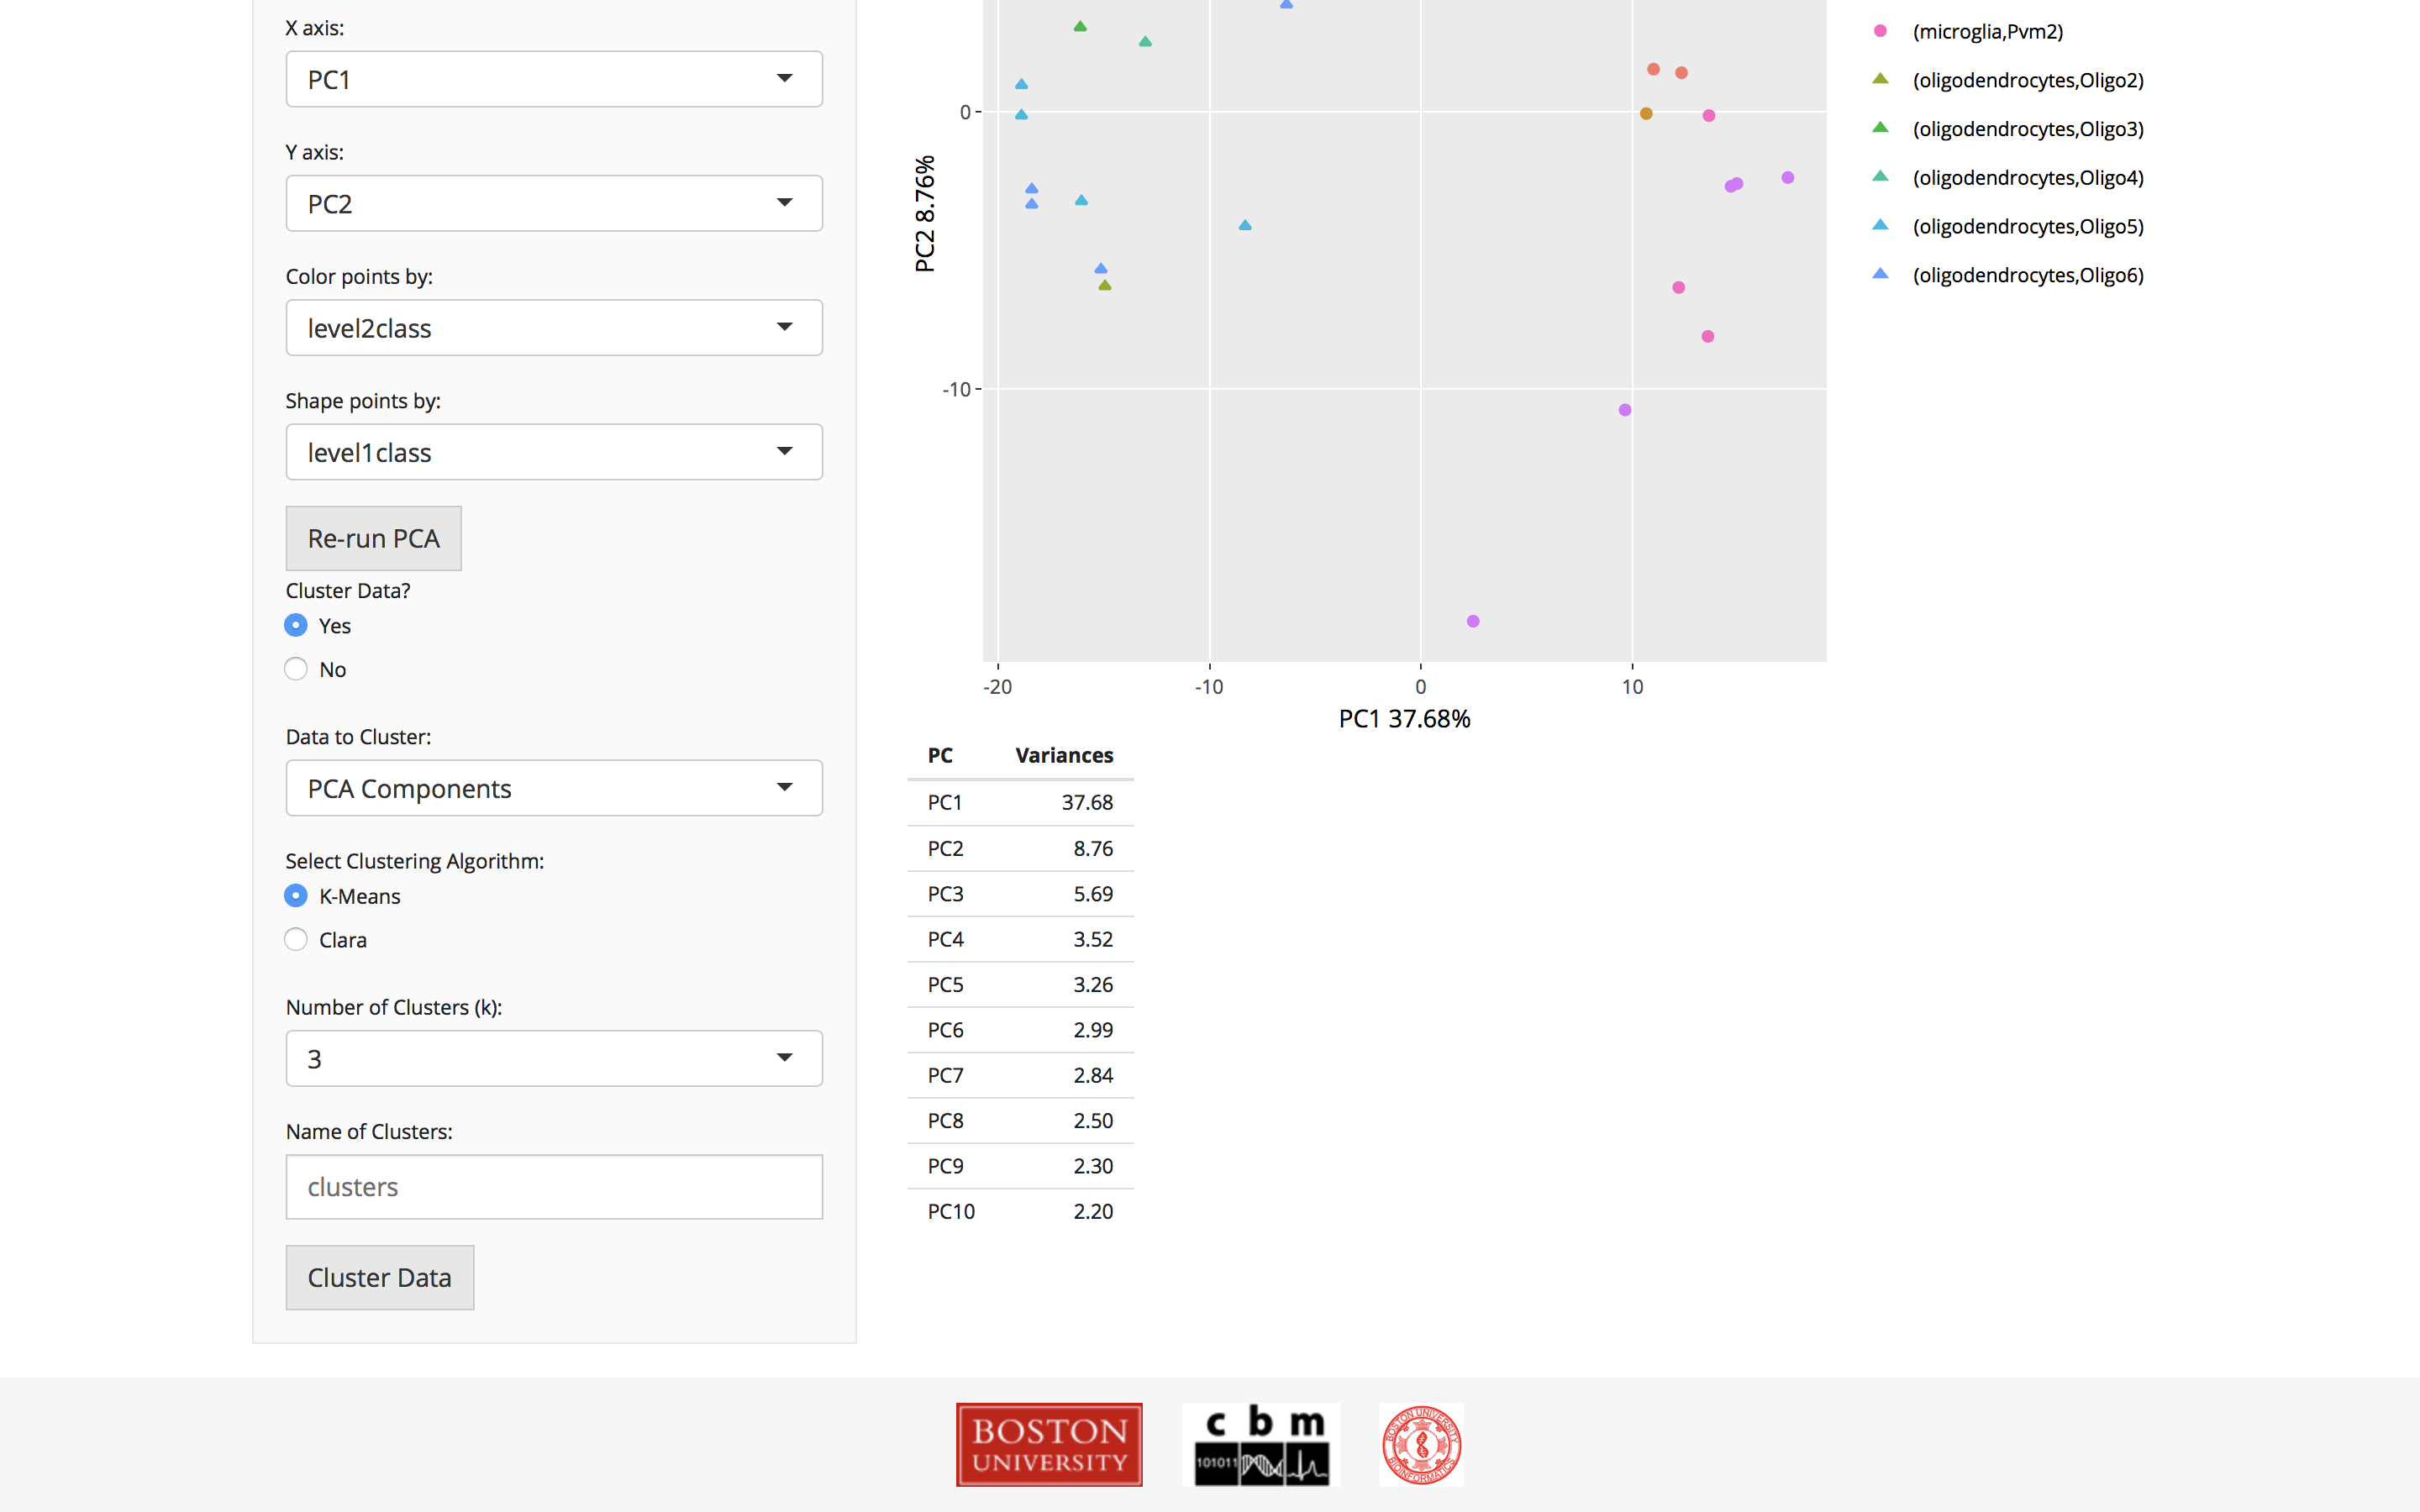 X axis:
PC1
Y axis:
PC2
Color points by:
level2class
Shape points by:
level1class
Re-run PCA
Cluster Data?
Yes
No
Data to Cluster:
PCA Components
Select Clustering Algorithm:
K-Means
Clara
Number of Clusters (k):
3
Name of Clusters:
clusters
Cluster Data
0
-10
PC2 8.76%
-20 -10 0 10
PC1 37.68%
(microglia,Pvm2)
(oligodendrocytes,Oligo2)
(oligodendrocytes,Oligo3)
(oligodendrocytes,Oligo4)
(oligodendrocytes,Oligo5)
(oligodendrocytes,Oligo6)
PC Variances
PC1 37.68
PC2 8.76
PC3 5.69
PC4 3.52
PC5 3.26
PC6 2.99
PC7 2.84
PC8 2.50
PC9 2.30
PC10 2.20
BOSTON
UNIVERSITY
c b m
101011
BOSTON UNIVERSITY
BIOINFORMATICS